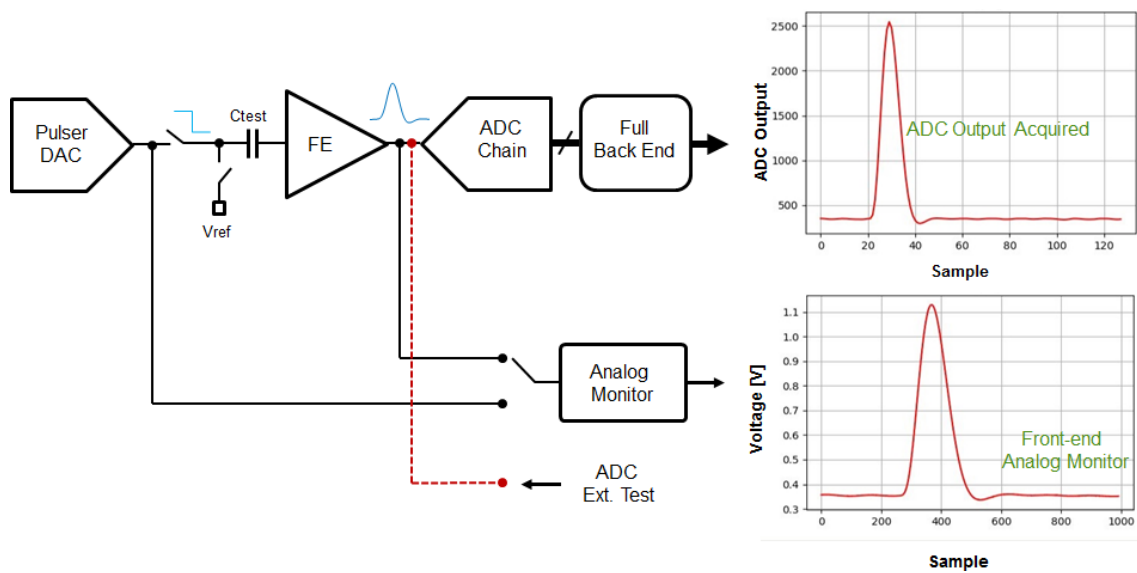 Pulser
DAC
Ctest
Vref
FE
ADC
Chain
Full
Back End
Analog
Monitor
ADC
Ext. Test
2500
2000
1500
1000
500
ADC Output
ADC Output Acquired
0 20 40 60 80 100 120
Sample
1.1
1.0
0.9
0.8
0.7
0.6
0.5
0.4
0.3
Voltage [V]
Front-end
Analog Monitor
0 200 400 600 800 1000
Sample